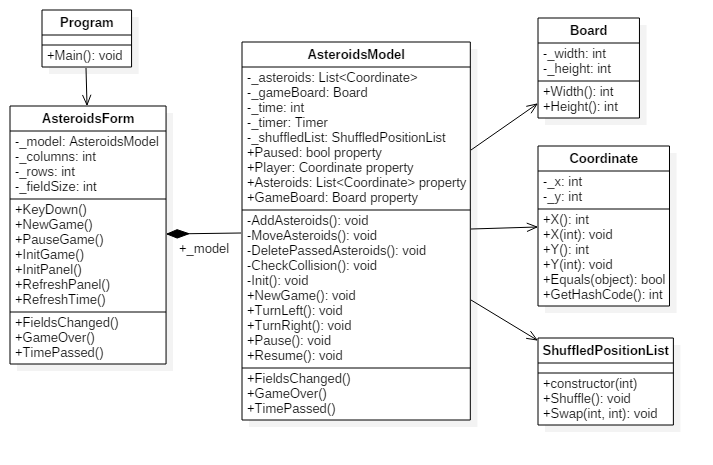 Program
+Main(): void
AsteroidsForm
-_model: AsteroidsModel
-_columns: int
-_rows: int
-_fieldSize: int
+KeyDown()
+NewGame()
+PauseGame()
+InitGame()
+InitPanel()
+RefreshPanel()
+RefreshTime()
+FieldsChanged()
+GameOver()
+TimePassed()
+_model
AsteroidsModel
-_asteroids: List<Coordinate>
-_gameBoard: Board
-_time: int
-_timer: Timer
-_shuffledList: ShuffledPositionList
+Paused: bool property
+Player: Coordinate property
+Asteroids: List<Coordinate> property
+GameBoard: Board property
-AddAsteroids(): void
-MoveAsteroids(): void
-DeletePassedAsteroids(): void
-CheckCollision(): void
-Init(): void
+NewGame(): void
+TurnLeft(): void
+TurnRight(): void
+Pause(): void
+Resume(): void
+FieldsChanged()
+GameOver()
+TimePassed()
Board
-_width: int
-_height: int
+Width(): int
+Height(): int
Coordinate
-_x: int
-_y: int
+X(): int
+X(int): void
+Y(): int
+Y(int): void
+Equals(object): bool
+GetHashCode(): int
ShuffledPositionList
+constructor(int)
+Shuffle(): void
+Swap(int, int): void